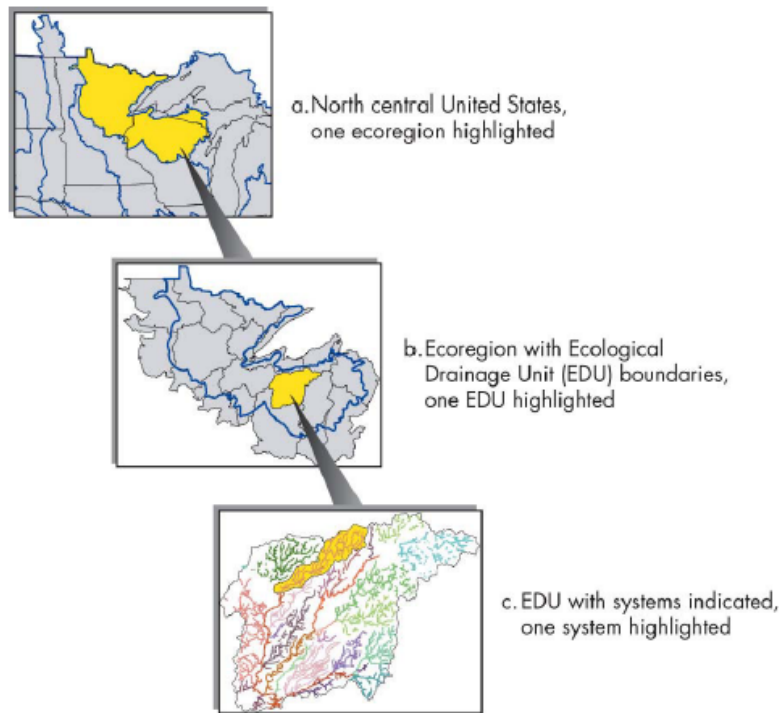 a. North central United States,
one ecoregion highlighted
b. Ecoregion with Ecological
Drainage Unit (EDU) boundaries,
one EDU highlighted
c. EDU with systems indicated,
one system highlighted